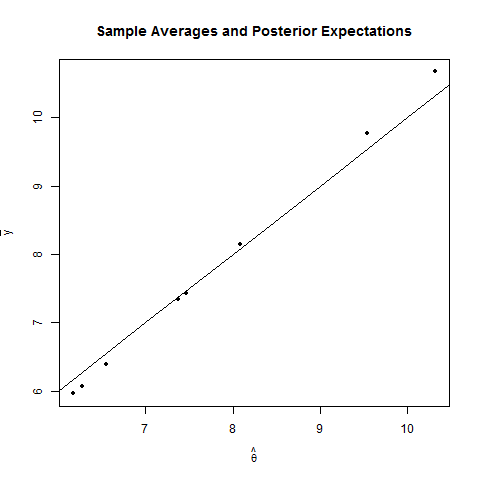 Sample Averages and Posterior Expectations
10
9
8
7
6
ȳ
7 8 9 10
θ̂